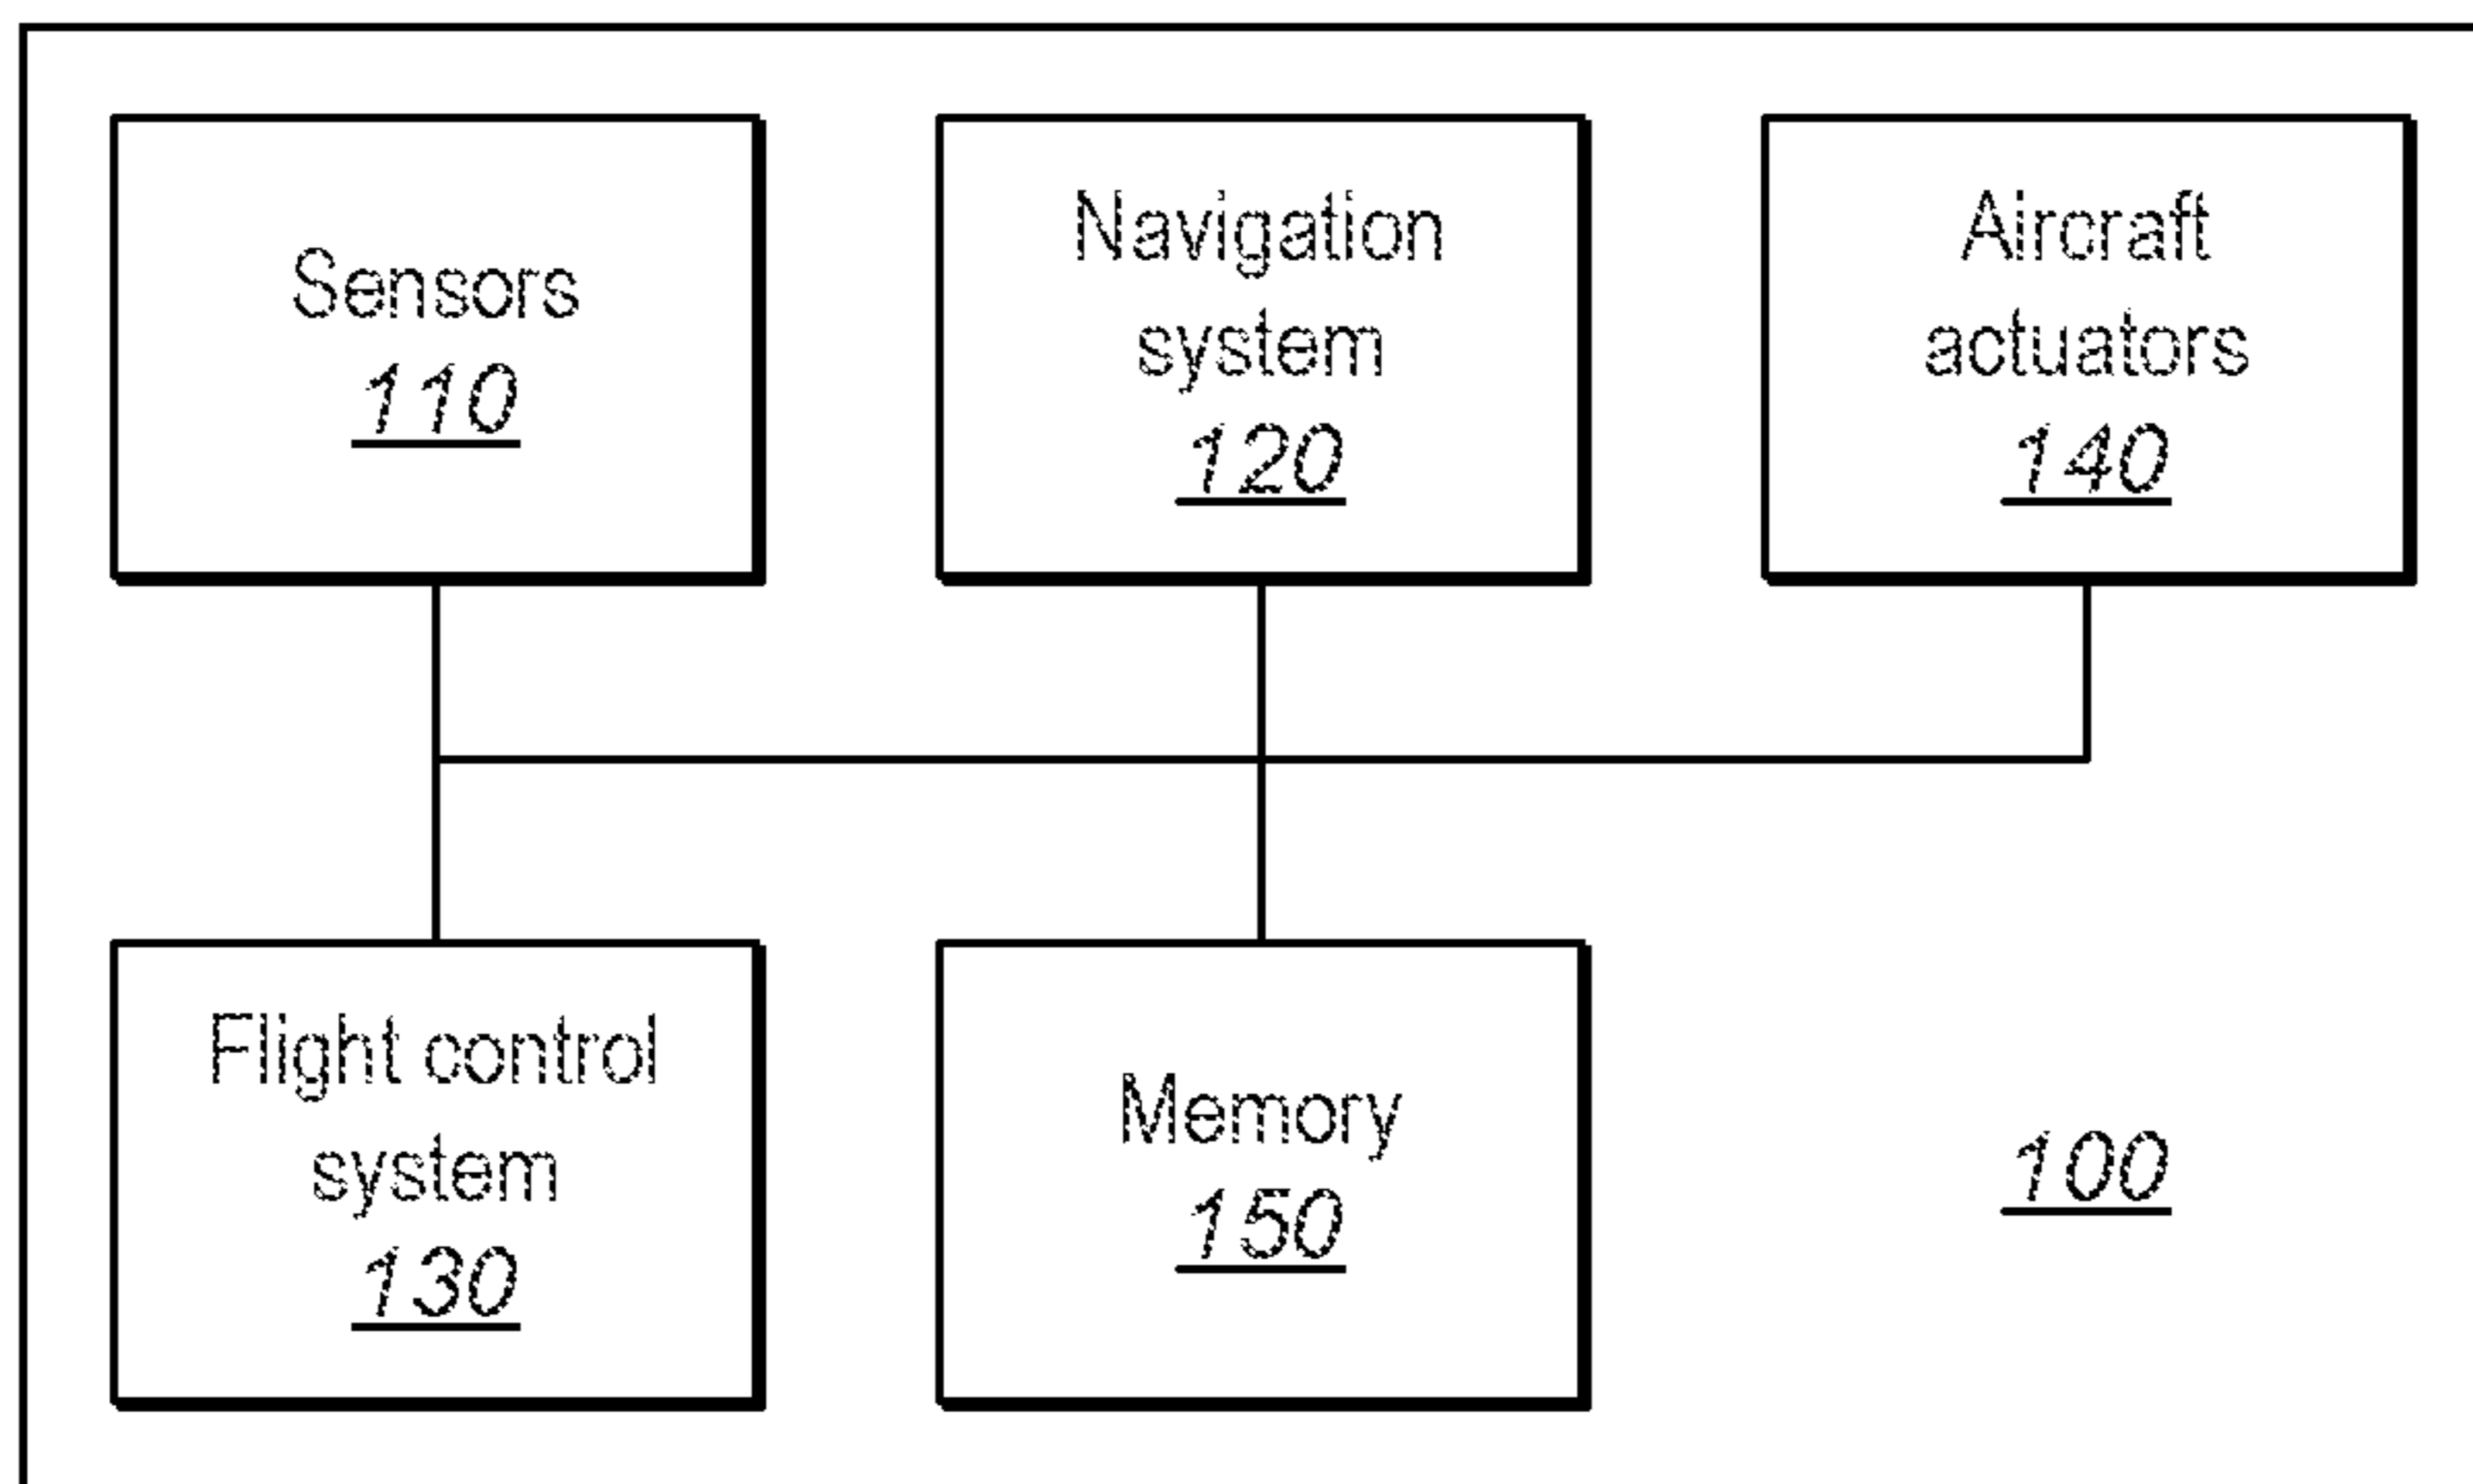 Sensors
110
Navigation
system
120
Aircraft
actuators
140
Flight control
system
130
Memory
150
100